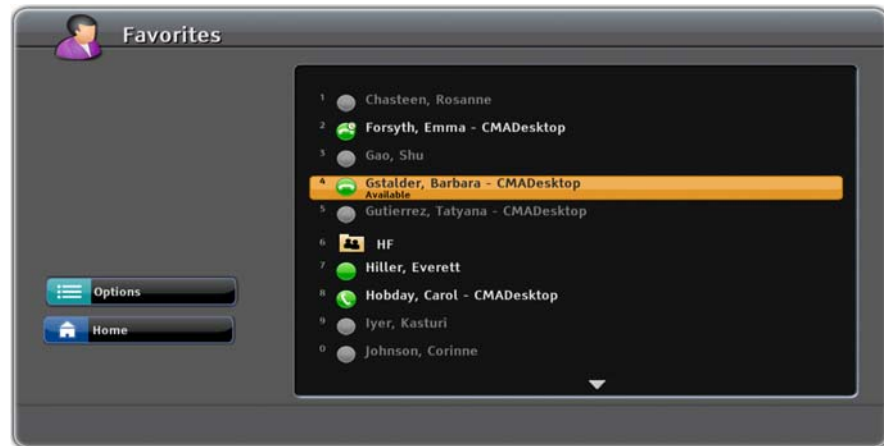 Favorites
1 Chasteen, Rosanne
2 Forsyth, Emma - CMADesktop
3 Gao, Shu
4 Gstalder, Barbara - CMADesktop
Available
5 Gutierrez, Tatyana - CMADesktop
6 HF
7 Hiller, Everett
8 Hobday, Carol - CMADesktop
9 Iyer, Kasturi
0 Johnson, Corinne
Options
Home